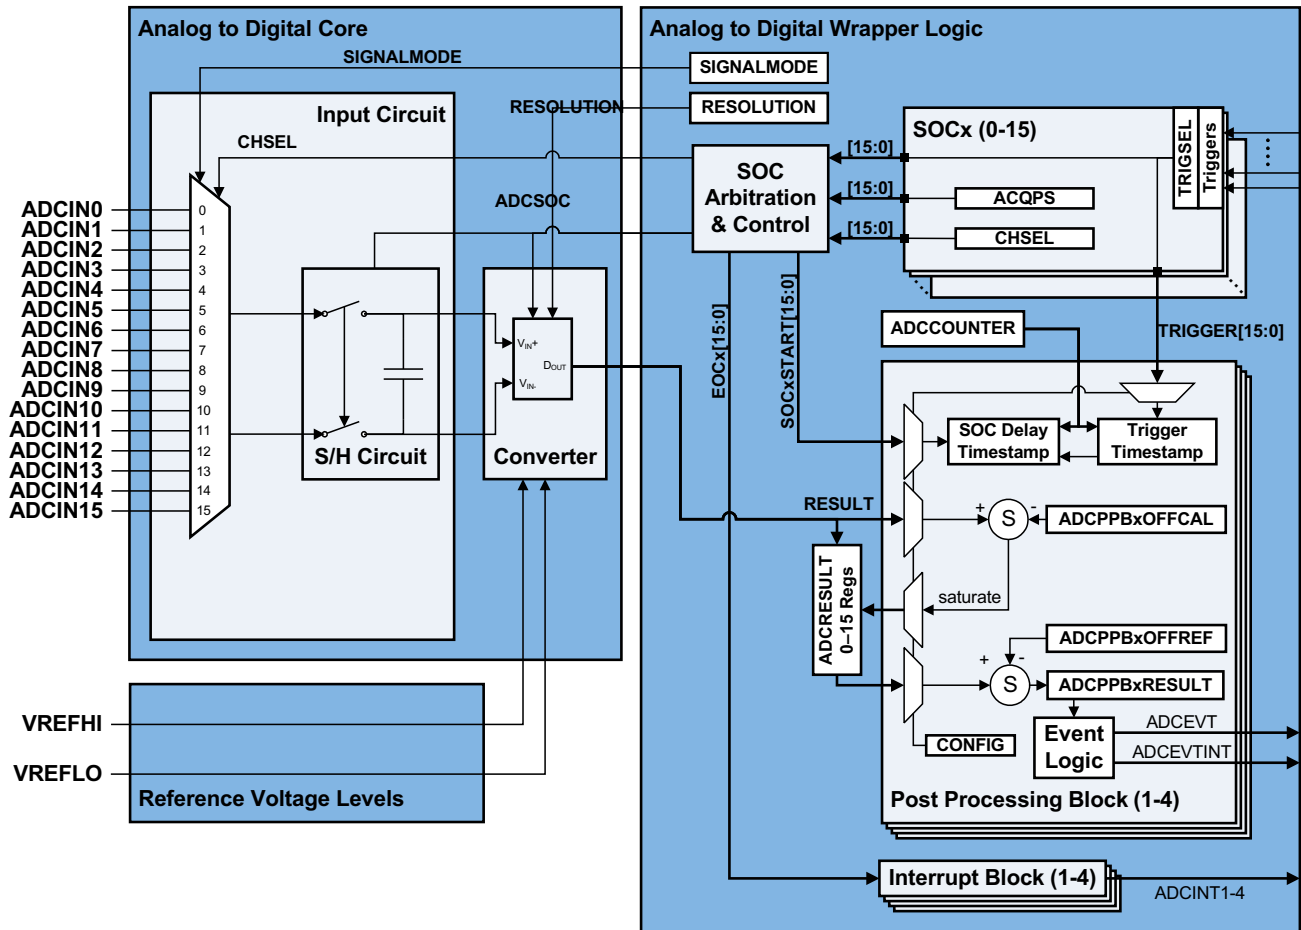 Analog to Digital Core
SIGNALMODE
RESOLUTION
Input Circuit
CHSEL
ADCSOC
ADCIN0
ADCIN1
ADCIN2
ADCIN3
ADCIN4
ADCIN5
ADCIN6
ADCIN7
ADCIN8
ADCIN9
ADCIN10
ADCIN11
ADCIN12
ADCIN13
ADCIN14
ADCIN15
0
1
2
3
4
5
6
7
8
9
10
11
12
13
14
15
S/H Circuit
VIN+
DOUT
VIN-
Converter
VREFHI
VREFLO
Reference Voltage Levels
Analog to Digital Wrapper Logic
SIGNALMODE
RESOLUTION
SOC
Arbitration
& Control
[15:0]
[15:0]
[15:0]
SOCx (0-15)
TRIGSEL
Triggers
ACQPS
CHSEL
EOCx[15:0]
SOCxSTART[15:0]
ADCCOUNTER
TRIGGER[15:0]
SOC Delay
Timestamp
Trigger
Timestamp
RESULT
+
S
-
ADCPPBxOFFCAL
ADCRESULT
0–15 Regs
saturate
ADCPPBxOFFREF
+
-
S
ADCPPBxRESULT
CONFIG
Event
Logic
ADCEVT
ADCEVTINT
Post Processing Block (1-4)
Interrupt Block (1-4)
ADCINT1-4